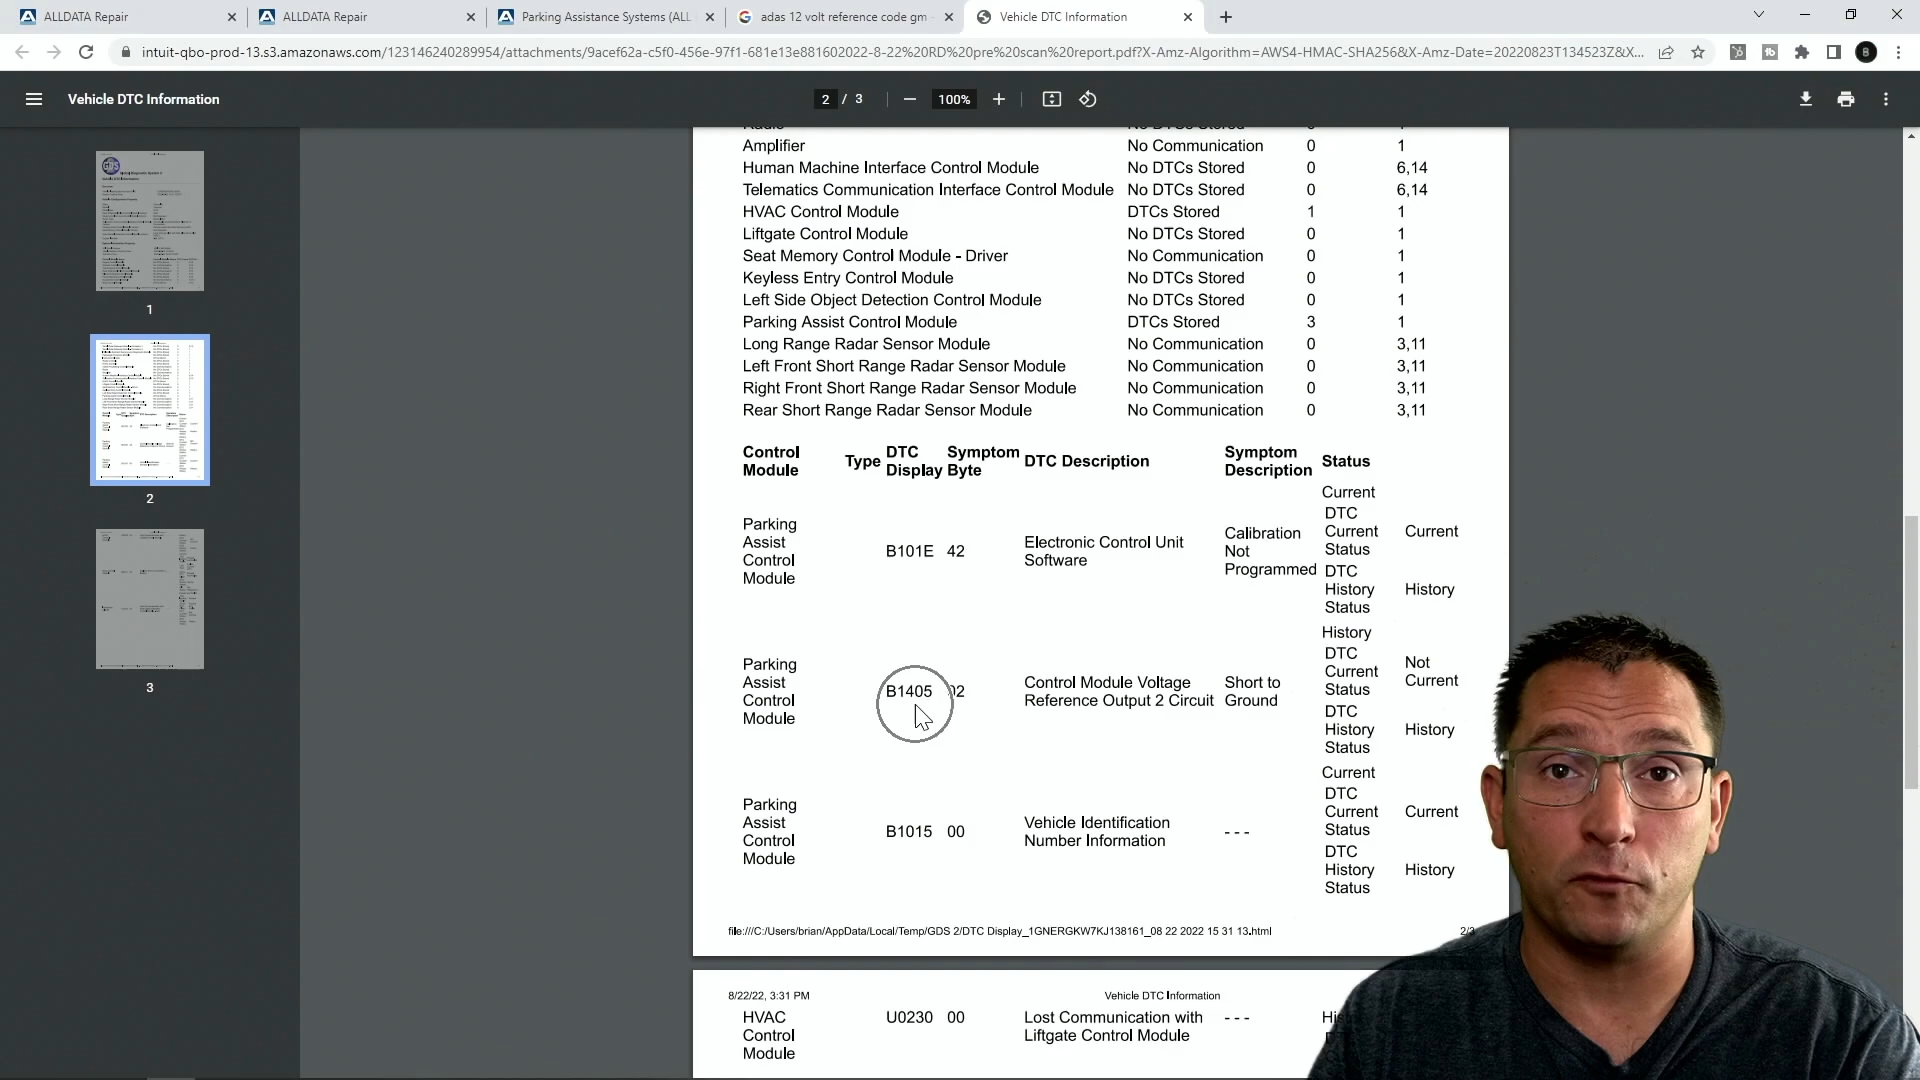 ALLDATA Repair
ALLDATA Repair
Parking Assistance Systems (ALL
adas 12 volt reference code gm
Vehicle DTC Information
intuit-qbo-prod-13.s3.amazonaws.com/123146240289954/attachments/9acef62a-c5f0-456e-97f1-681e13e881602022-8-22%20RD%20pre%20scan%20report.pdf?X-Amz-Algorithm=AWS4-HMAC-SHA256&X-Amz-Date=20220823T134523Z&X...
Vehicle DTC Information
2 / 3
100%
1
2
3
Amplifier No Communication 0 1
Human Machine Interface Control Module No DTCs Stored 0 6,14
Telematics Communication Interface Control Module No DTCs Stored 0 6,14
HVAC Control Module DTCs Stored 1 1
Liftgate Control Module No DTCs Stored 0 1
Seat Memory Control Module - Driver No Communication 0 1
Keyless Entry Control Module No DTCs Stored 0 1
Left Side Object Detection Control Module No DTCs Stored 0 1
Parking Assist Control Module DTCs Stored 3 1
Long Range Radar Sensor Module No Communication 0 3,11
Left Front Short Range Radar Sensor Module No Communication 0 3,11
Right Front Short Range Radar Sensor Module No Communication 0 3,11
Rear Short Range Radar Sensor Module No Communication 0 3,11
Control Module Type DTC Display Symptom Byte DTC Description Symptom Description Status
Parking Assist Control Module B101E 42 Electronic Control Unit Software Calibration Not Programmed
Current
DTC Current Status Current
DTC History Status History
Parking Assist Control Module B1405 02 Control Module Voltage Reference Output 2 Circuit Short to Ground
History
DTC Current Status Not Current
DTC History Status History
Parking Assist Control Module B1015 00 Vehicle Identification Number Information - - -
Current
DTC Current Status Current
DTC History Status History
file:///C:/Users/brian/AppData/Local/Temp/GDS 2/DTC Display_1GNERGKW7KJ138161_08 22 2022 15 31 13.html 2/3
8/22/22, 3:31 PM Vehicle DTC Information
HVAC Control Module U0230 00 Lost Communication with Liftgate Control Module - - -